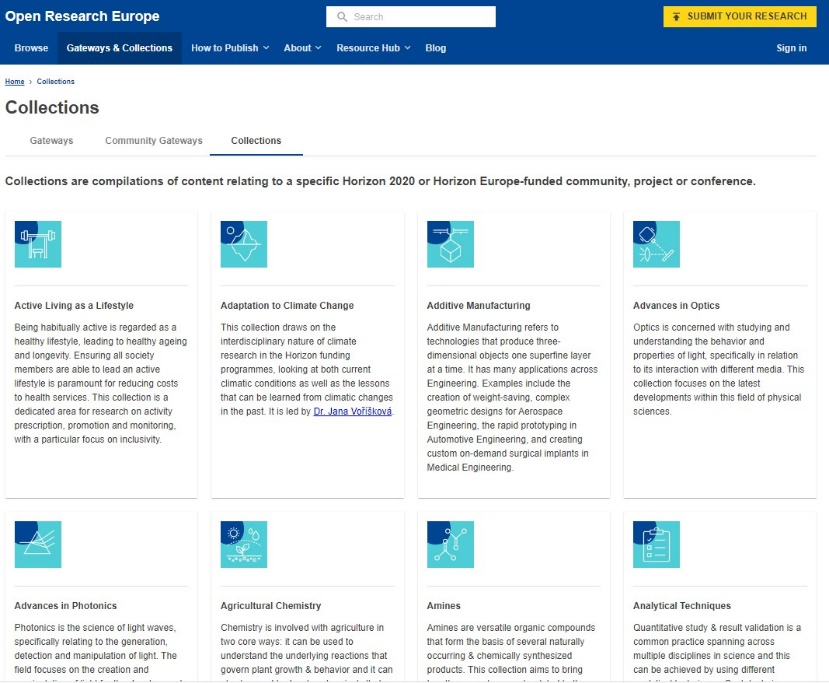 Open Research Europe
Search
SUBMIT YOUR RESEARCH
Browse
Gateways & Collections
How to Publish
About
Resource Hub
Blog
Sign in
Home › Collections
Collections
Gateways
Community Gateways
Collections
Collections are compilations of content relating to a specific Horizon 2020 or Horizon Europe-funded community, project or conference.
Active Living as a Lifestyle
Being habitually active is regarded as a
healthy lifestyle, leading to healthy ageing
and longevity. Ensuring all society
members are able to lead an active
lifestyle is paramount for reducing costs
to health services. This collection is a
dedicated area for research on activity
prescription, promotion and monitoring,
with a particular focus on inclusivity.
Adaptation to Climate Change
This collection draws on the
interdisciplinary nature of climate
research in the Horizon funding
programmes, looking at both current
climatic conditions as well as the lessons
that can be learned from climatic changes
in the past. It is led by Dr. Jana Voříšková.
Additive Manufacturing
Additive Manufacturing refers to
technologies that produce three-
dimensional objects one superfine layer
at a time. It has many applications across
Engineering. Examples include the
creation of weight-saving, complex
geometric designs for Aerospace
Engineering, the rapid prototyping in
Automotive Engineering, and creating
custom on-demand surgical implants in
Medical Engineering.
Advances in Optics
Optics is concerned with studying and
understanding the behavior and
properties of light, specifically in relation
to its interaction with different media. This
collection focuses on the latest
developments within this field of physical
sciences.
Advances in Photonics
Photonics is the science of light waves,
specifically relating to the generation,
detection and manipulation of light. The
field focuses on the creation and
Agricultural Chemistry
Chemistry is involved with agriculture in
two core ways: it can be used to
understand the underlying reactions that
govern plant growth & behavior and it can
Amines
Amines are versatile organic compounds
that form the basis of several naturally
occurring & chemically synthesized
products. This collection aims to bring
Analytical Techniques
Quantitative study & result validation is a
common practice spanning across
multiple disciplines in science and this
can be achieved by using different